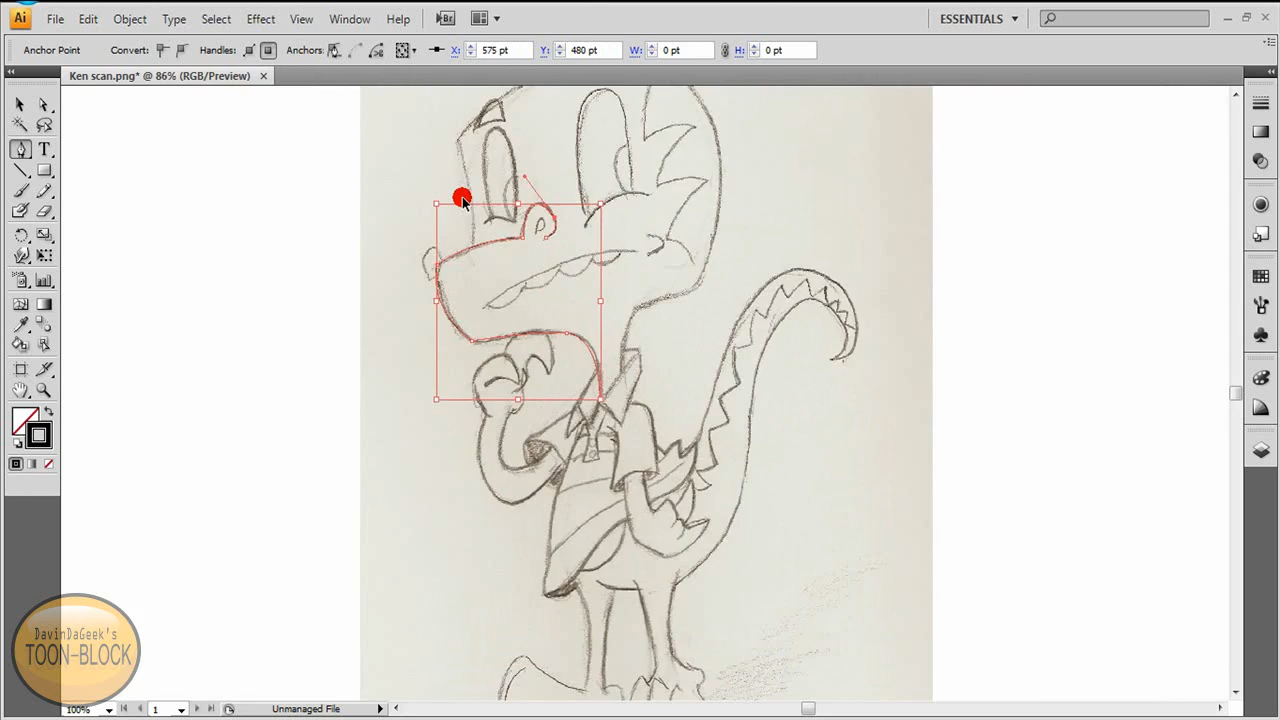 Ai File Edit Object Type Select Effect View Window Help Br ESSENTIALS
Anchor Point Convert: Handles: Anchors: X: 575 pt Y: 480 pt W: 0 pt H: 0 pt
Ken scan.png* @ 86% (RGB/Preview)
T
DavinDaGeek's
TOON-BLOCK
100% 1 Unmanaged File